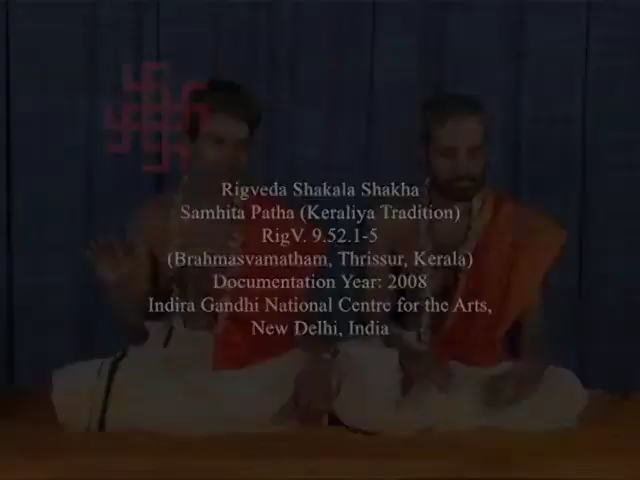 Rigveda Shakala Shakha
Samhita Patha (Keraliya Tradition)
RigV. 9.52.1-5
(Brahmasvamatham, Thrissur, Kerala)
Documentation Year: 2008
Indira Gandhi National Centre for the Arts,
New Delhi, India